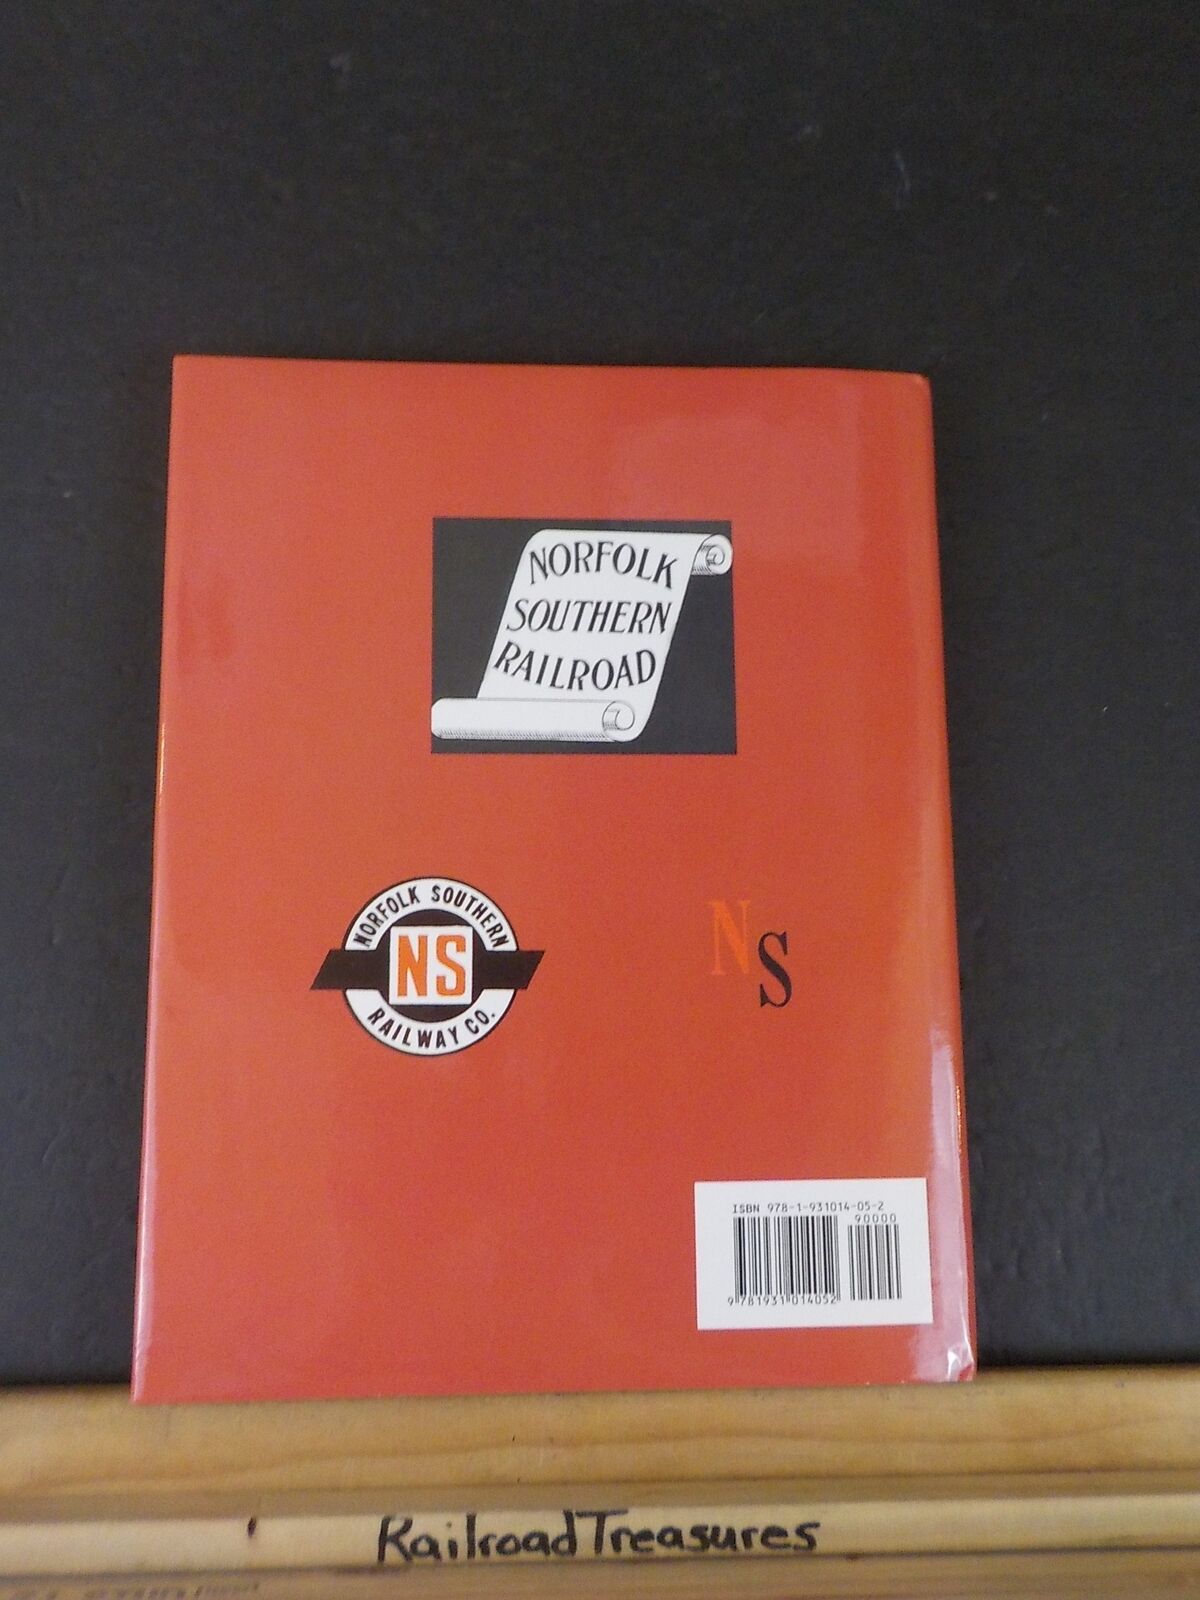 NORFOLK
SOUTHERN
RAILROAD
NORFOLK SOUTHERN
NS
RAILWAY CO.
N
S
ISBN 978-1-931014-05-2
90000
9 781931 014052
RailroadTreasures